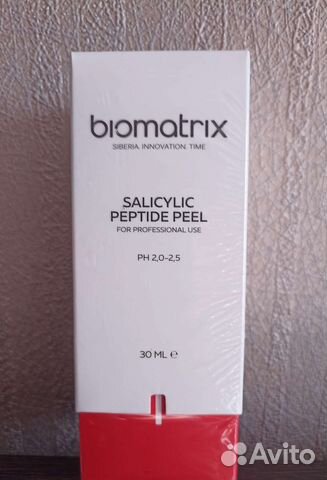 biomatrix
SIBERIA. INNOVATION. TIME
SALICYLIC
PEPTIDE PEEL
FOR PROFESSIONAL USE
PH 2,0-2,5
30 ML ℮
Avito